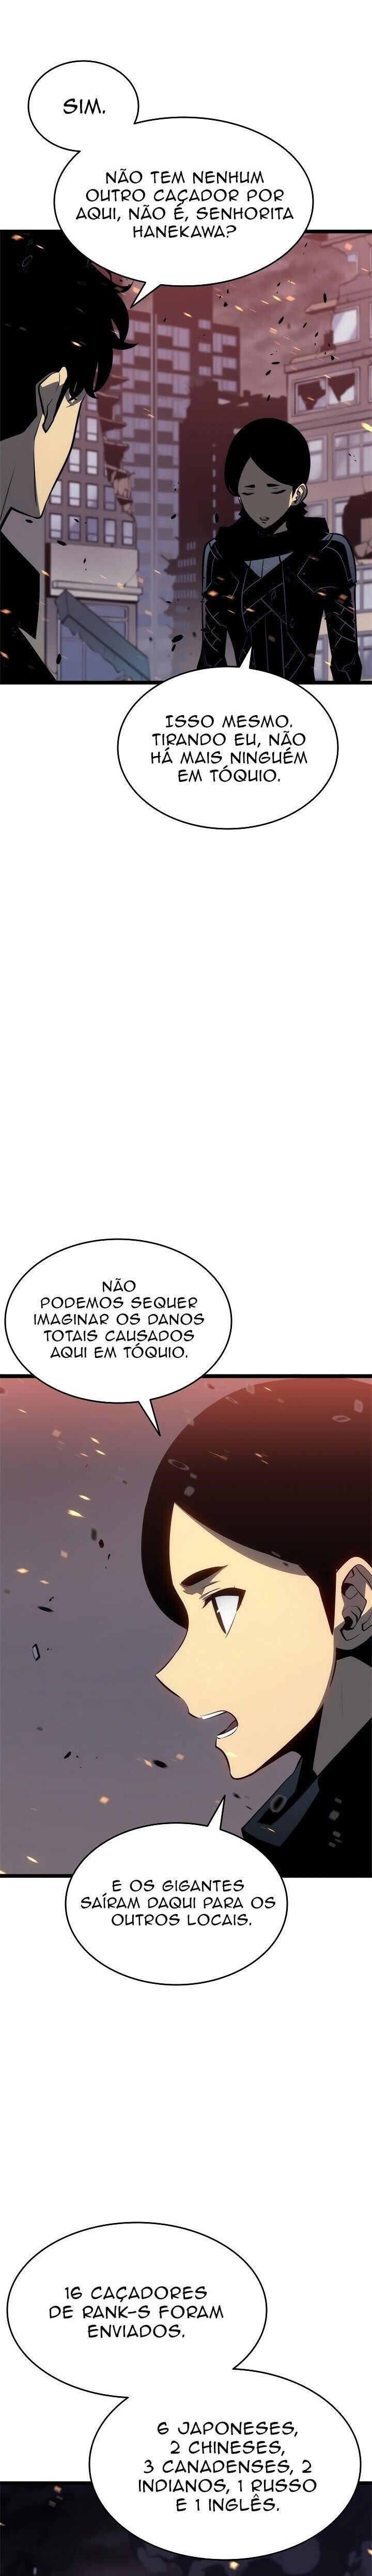 SIM.
NÃO TEM NENHUM
OUTRO CAÇADOR POR
AQUI, NÃO É, SENHORITA
HANEKAWA?
ISSO MESMO.
TIRANDO EU, NÃO
HÁ MAIS NINGUÉM
EM TÓQUIO.
NÃO
PODEMOS SEQUER
IMAGINAR OS DANOS
TOTAIS CAUSADOS
AQUI EM TÓQUIO.
E OS GIGANTES
SAÍRAM DAQUI PARA OS
OUTROS LOCAIS.
16 CAÇADORES
DE RANK-S FORAM
ENVIADOS.
6 JAPONESES,
2 CHINESES,
3 CANADENSES, 2
INDIANOS, 1 RUSSO
E 1 INGLÊS.